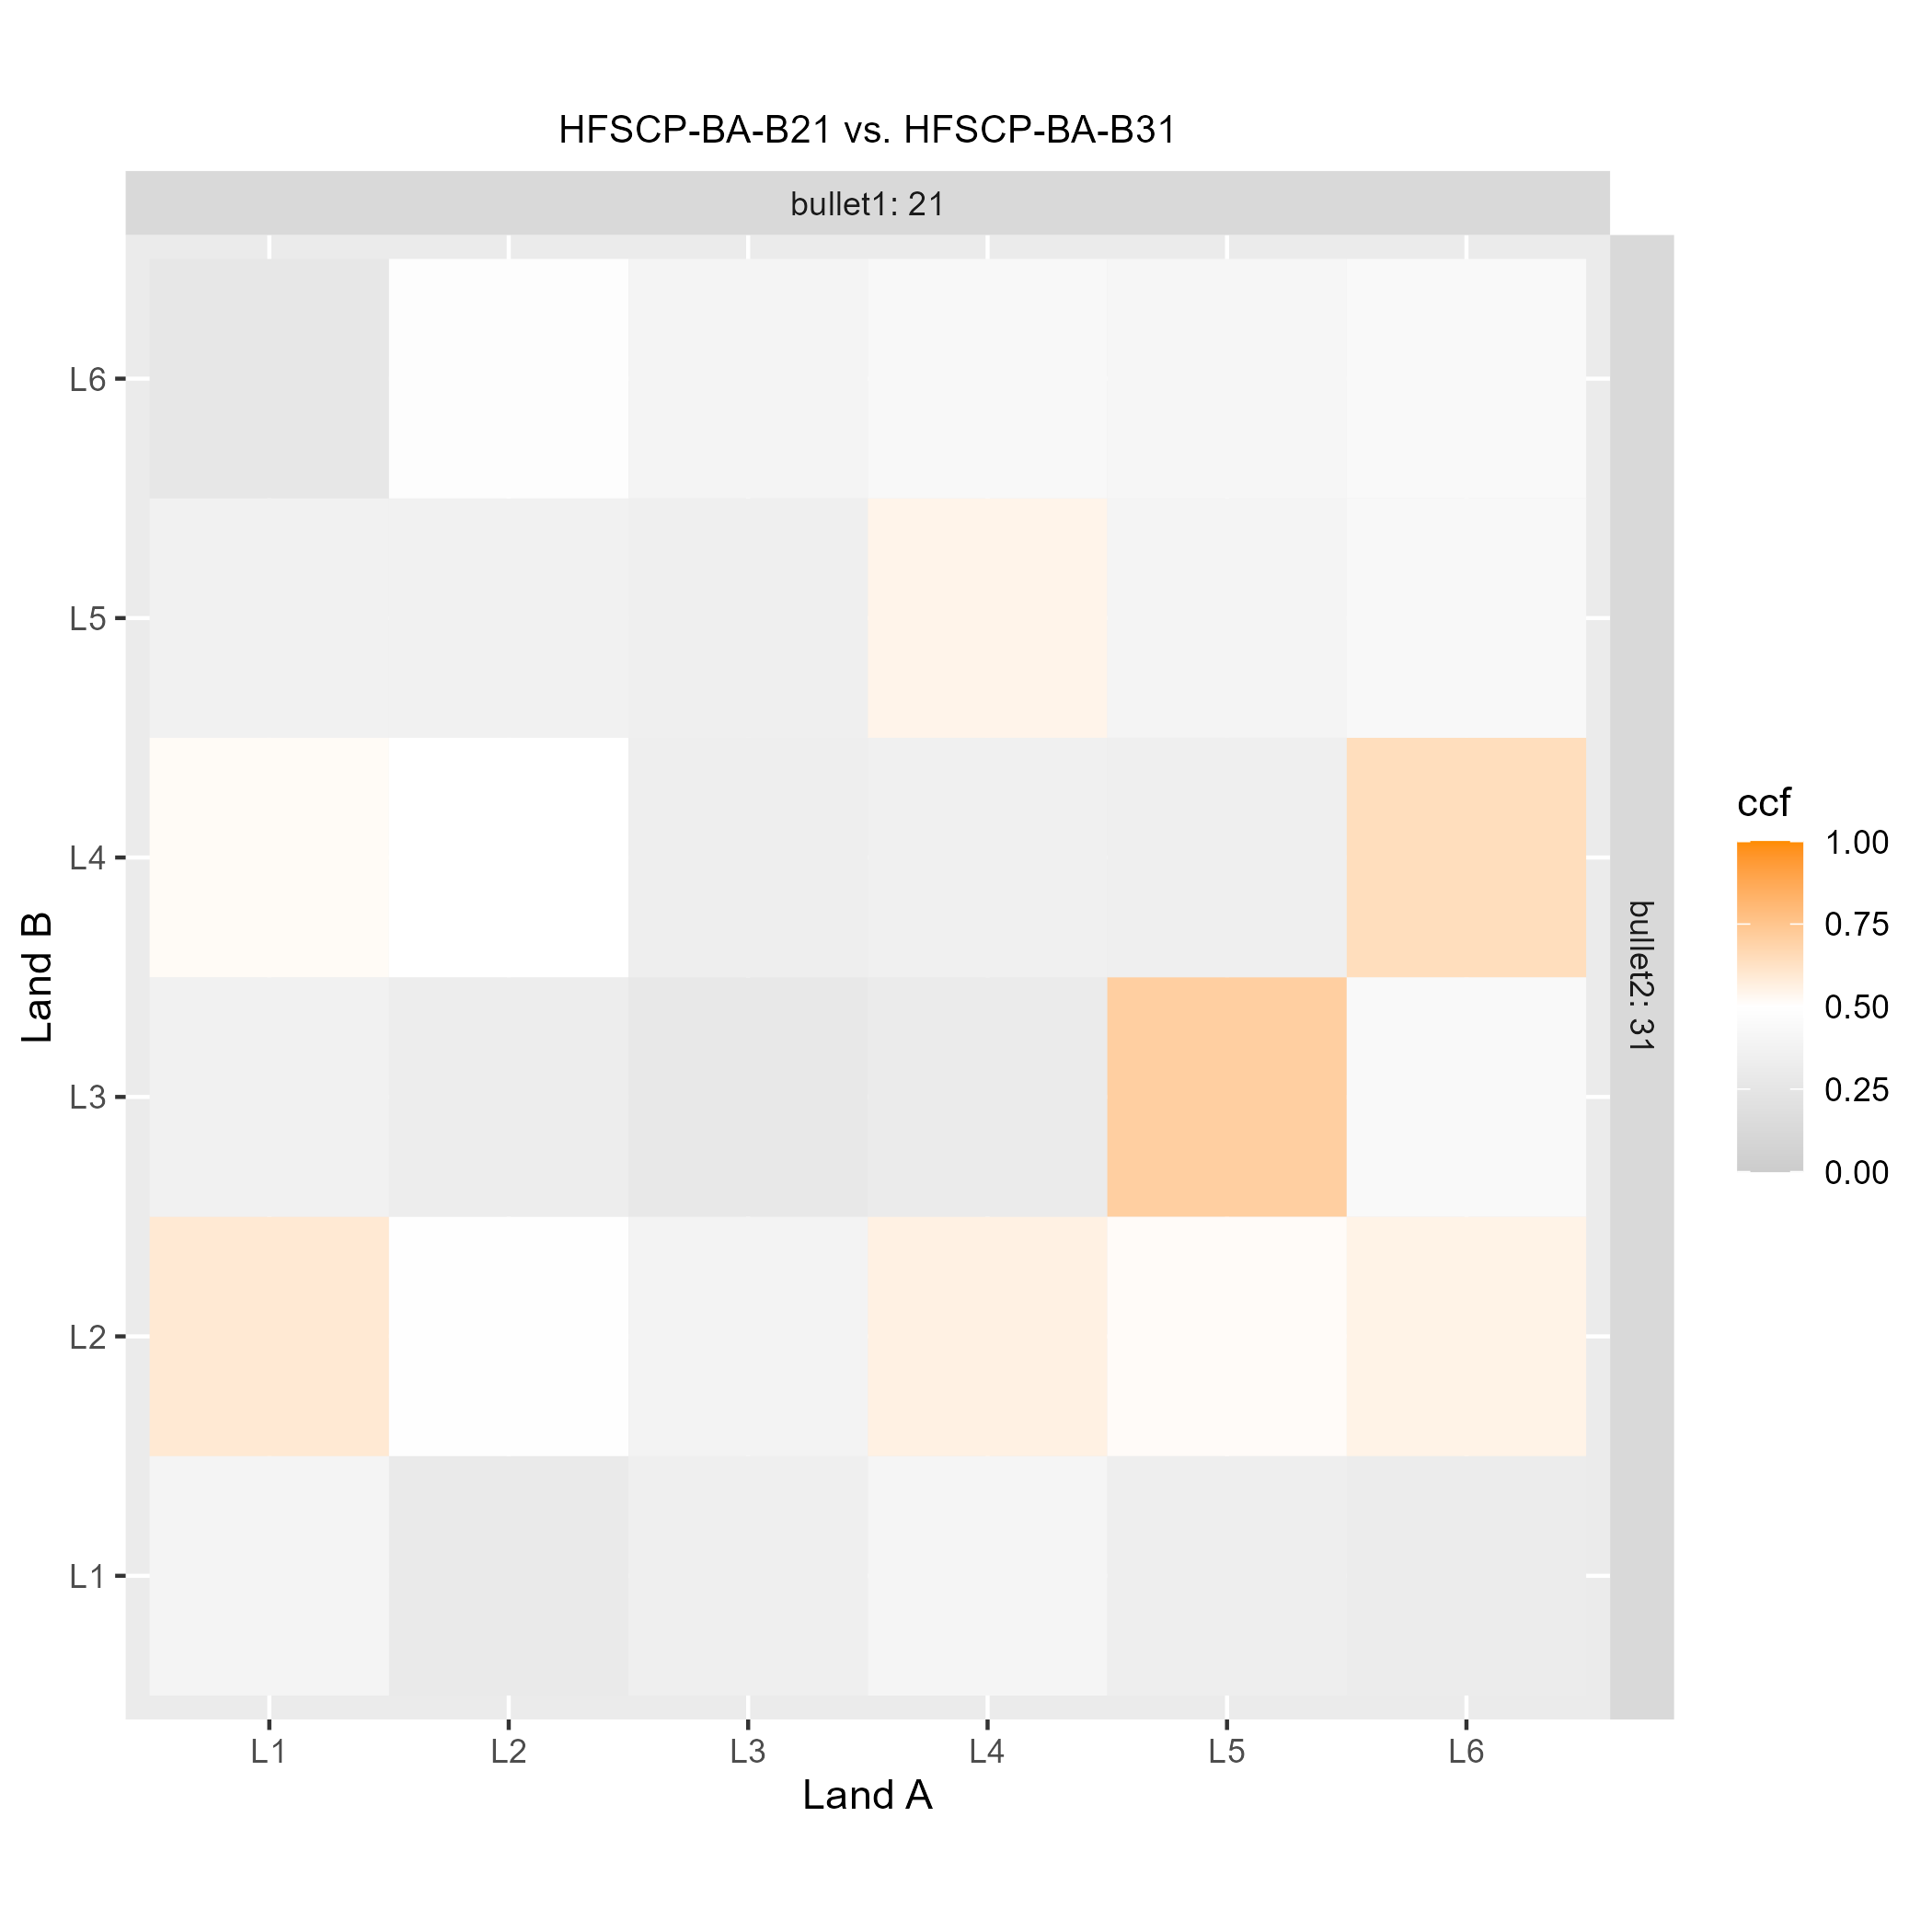 HFSCP-BA-B21 vs. HFSCP-BA-B31
bullet1: 21
L6
L5
L4
L3
L2
L1
Land B
L1 L2 L3 L4 L5 L6
Land A
bullet2: 31
ccf
1.00
0.75
0.50
0.25
0.00